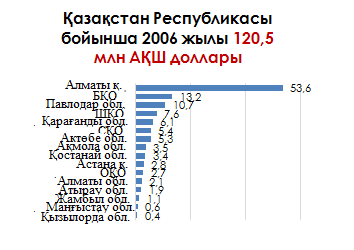 Қазақстан Республикасы
бойынша 2006 жылы 120,5
млн АҚШ доллары
Алматы қ. 53,6
БҚО 13,2
Павлодар обл. 10,7
ШҚО 7,6
Қарағанды обл. 6,1
СҚО 5,4
Ақтөбе обл. 5,3
Ақмола обл. 3,5
Қостанай обл. 3,4
Астана қ. 2,8
ОҚО 2,7
Алматы обл. 2,1
Атырау обл. 1,9
Жамбыл обл. 1,1
Маңғыстау обл. 0,6
Қызылорда обл. 0,4